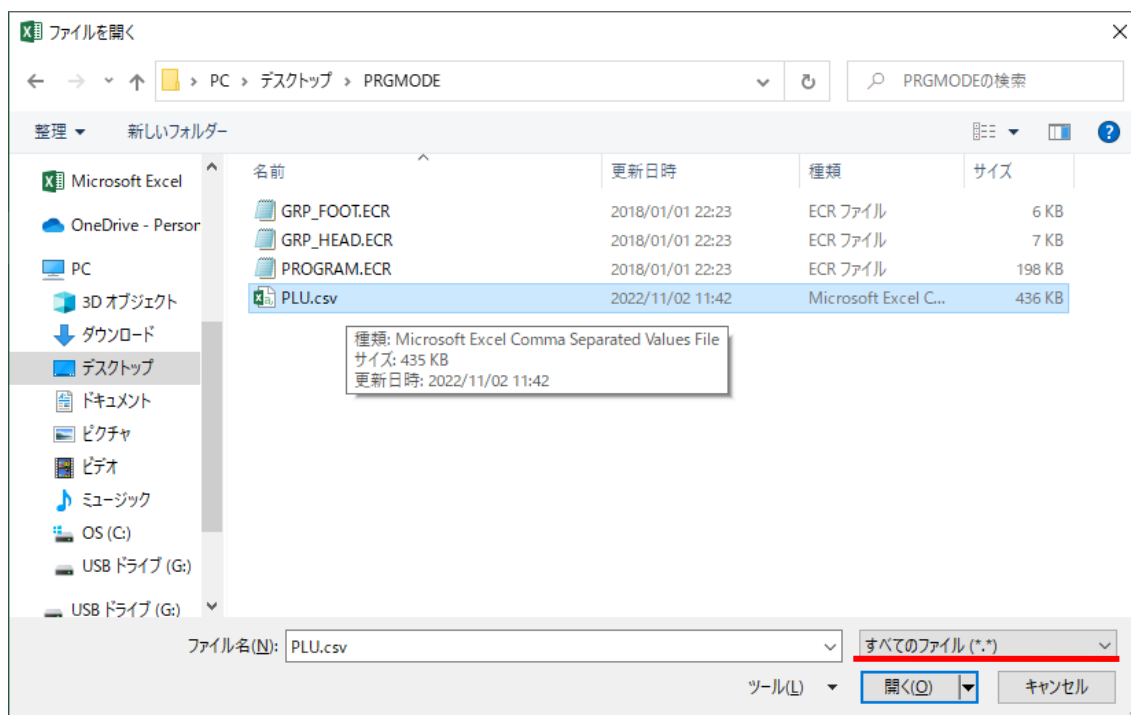 ファイルを開く
PC › デスクトップ › PRGMODE
PRGMODEの検索
整理 新しいフォルダー
名前 更新日時 種類 サイズ
Microsoft Excel
OneDrive - Person
PC
3D オブジェクト
ダウンロード
デスクトップ
ドキュメント
ピクチャ
ビデオ
ミュージック
OS (C:)
USB ドライブ (G:)
USB ドライブ (G:)
GRP_FOOT.ECR 2018/01/01 22:23 ECR ファイル 6 KB
GRP_HEAD.ECR 2018/01/01 22:23 ECR ファイル 7 KB
PROGRAM.ECR 2018/01/01 22:23 ECR ファイル 198 KB
PLU.csv 2022/11/02 11:42 Microsoft Excel C... 436 KB
種類: Microsoft Excel Comma Separated Values File
サイズ: 435 KB
更新日時: 2022/11/02 11:42
ファイル名(N): PLU.csv すべてのファイル (*.*)
ツール(L) 開く(O) キャンセル